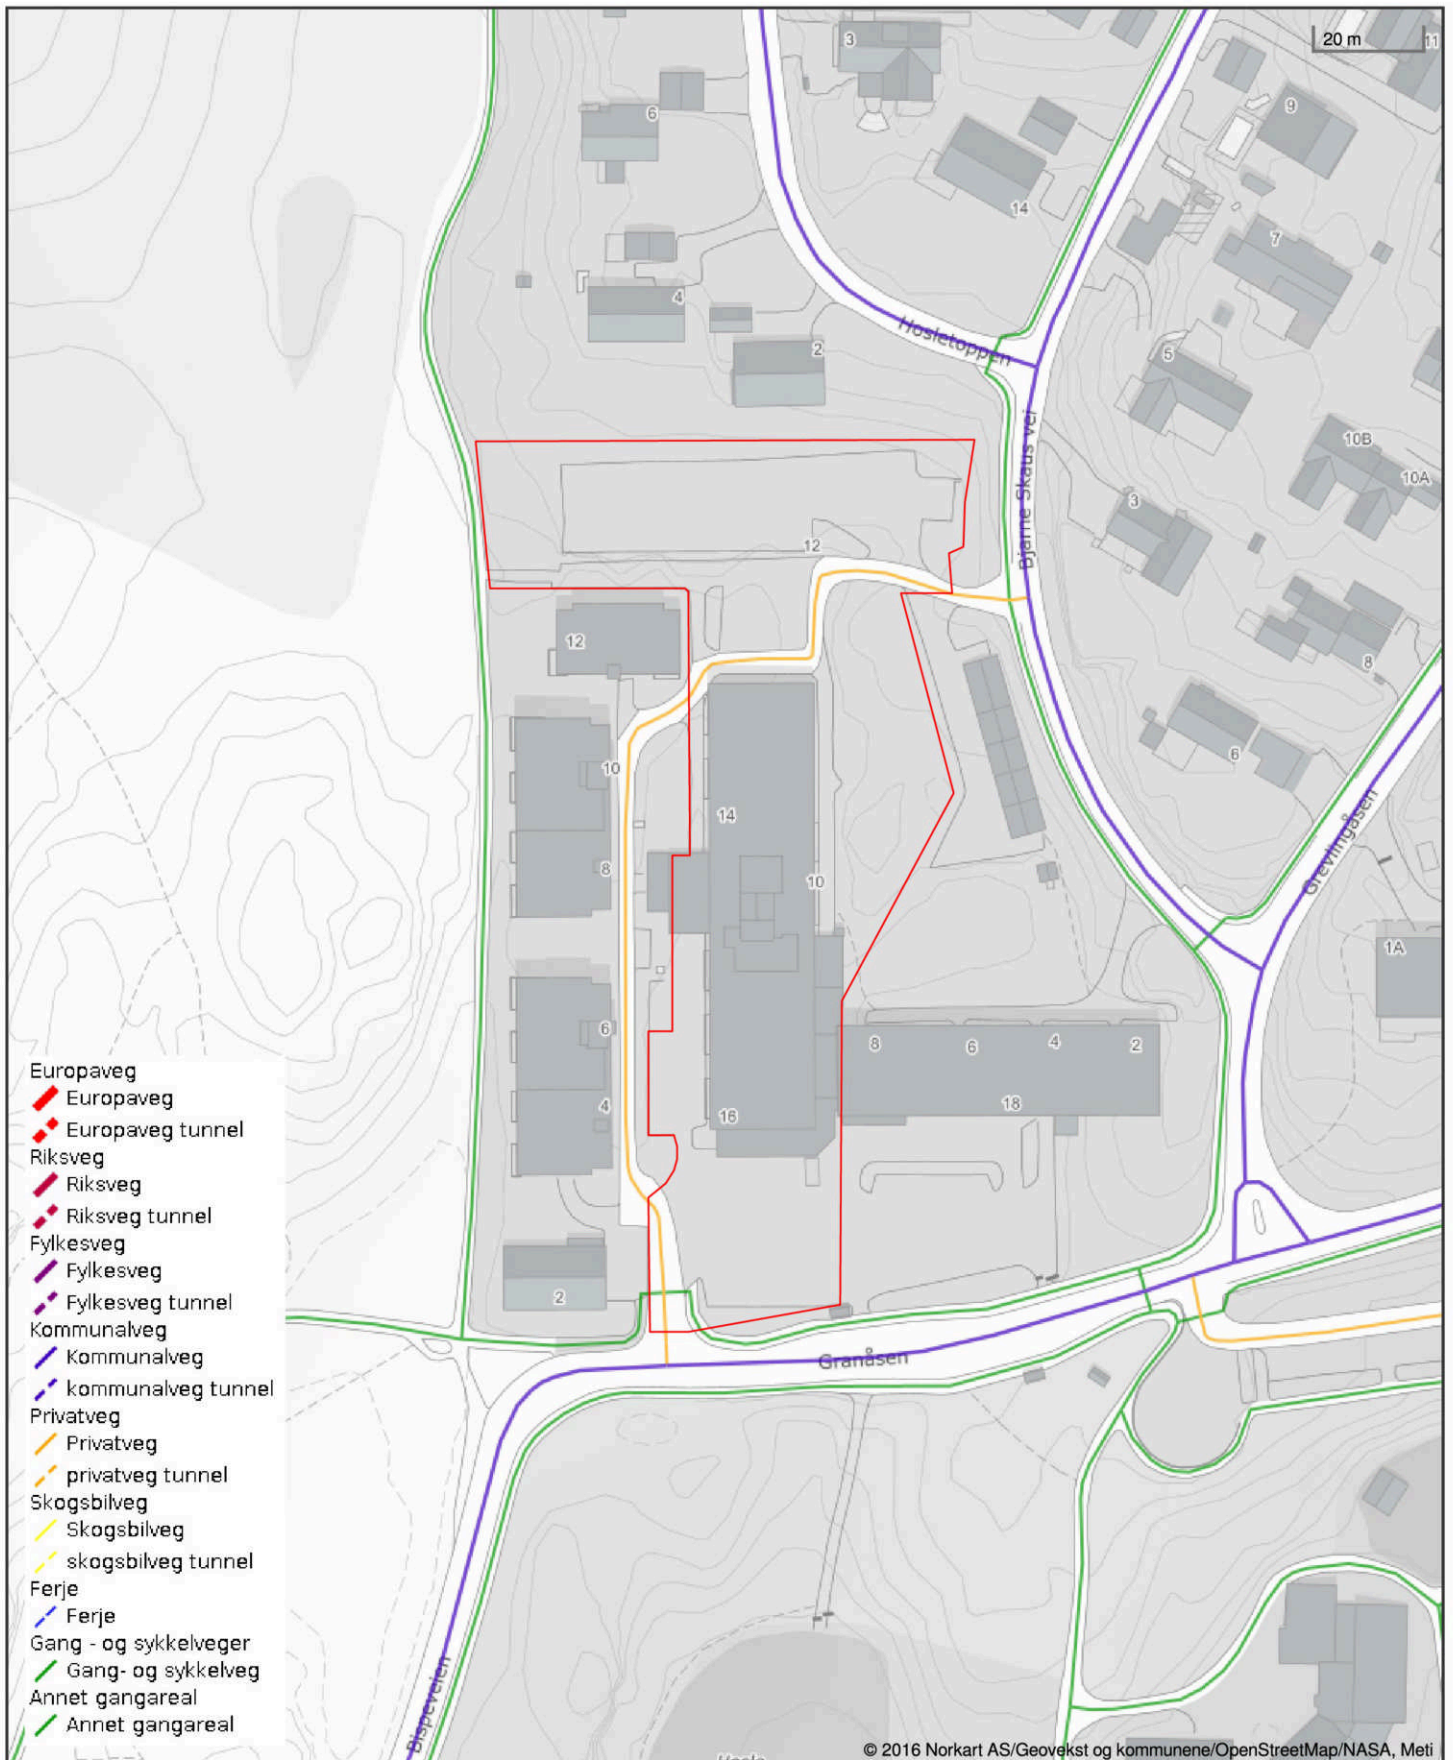 20 m
11
3
6
9
14
7
4
Hosletoppen
2
5
Bjarne Skaus vei
10B
10A
3
12
12
8
6
10
14
Grevlingåsen
8
10
1A
6
8
6
4
2
4
16
18
2
Granåsen
Bispeveien
Europaveg
Europaveg
Europaveg tunnel
Riksveg
Riksveg
Riksveg tunnel
Fylkesveg
Fylkesveg
Fylkesveg tunnel
Kommunalveg
Kommunalveg
kommunalveg tunnel
Privatveg
Privatveg
privatveg tunnel
Skogsbilveg
Skogsbilveg
skogsbilveg tunnel
Ferje
Ferje
Gang - og sykkelveger
Gang- og sykkelveg
Annet gangareal
Annet gangareal
© 2016 Norkart AS/Geovekst og kommunene/OpenStreetMap/NASA, Meti